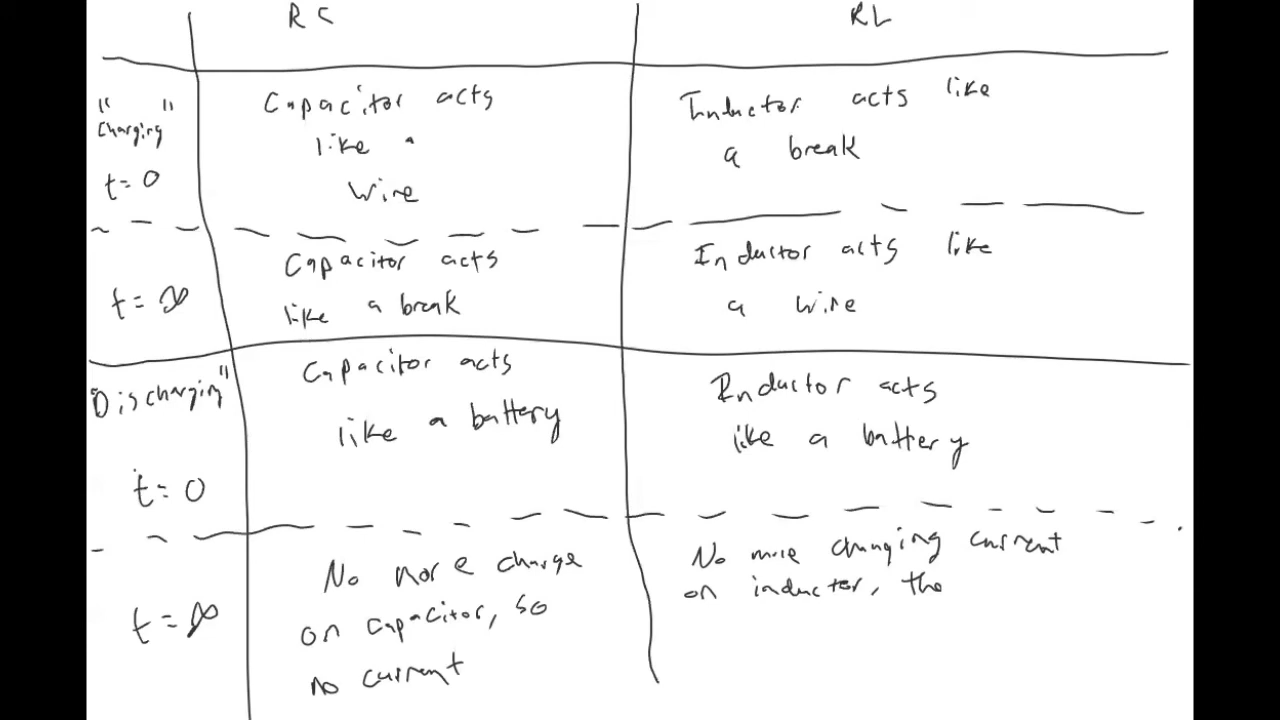 RC
RL
"Charging"
t=0
Capacitor acts
like a
wire
Inductor acts like
a break
t=∞
Capacitor acts
like a break
Inductor acts like
a wire
"Discharging"
t=0
Capacitor acts
like a battery
Inductor acts
like a battery
t=∞
No more charge
on capacitor, so
no current
No more changing current
on inductor, the